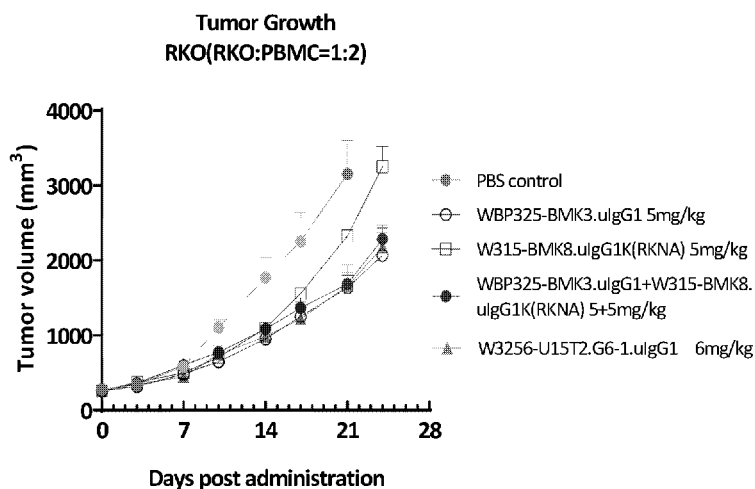 Tumor Growth
RKO(RKO:PBMC=1:2)
Tumor volume (mm3)
4000
3000
2000
1000
0
0 7 14 21 28
Days post administration
PBS control
WBP325-BMK3.uIgG1 5mg/kg
W315-BMK8.uIgG1K(RKNA) 5mg/kg
WBP325-BMK3.uIgG1+W315-BMK8.
uIgG1K(RKNA) 5+5mg/kg
W3256-U15T2.G6-1.uIgG1 6mg/kg